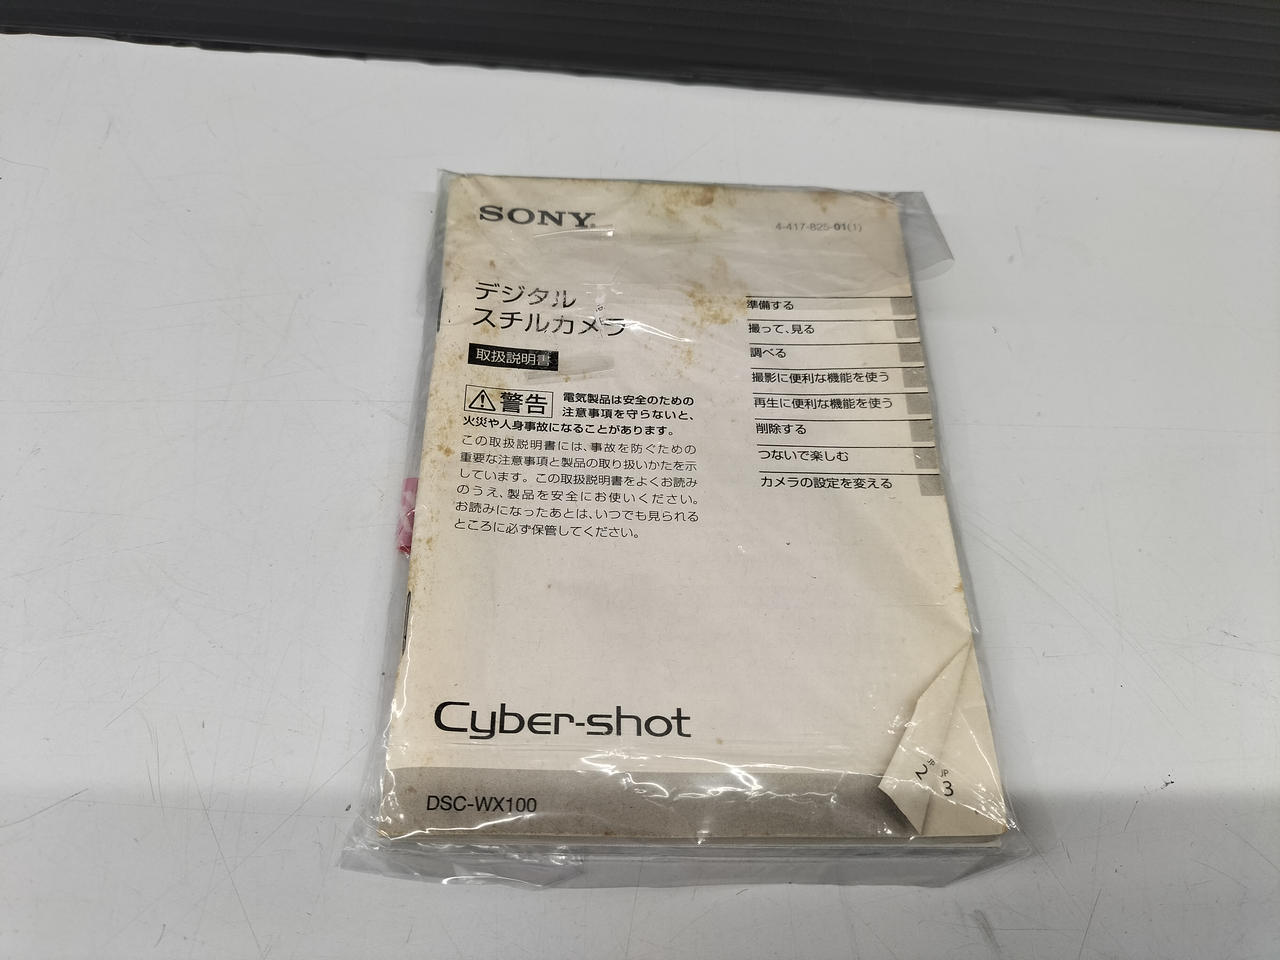 SONY
4-417-825-01(1)
デジタル
スチルカメラ
取扱説明書
警告
電気製品は安全のための
注意事項を守らないと、
火災や人身事故になることがあります。
この取扱説明書には、事故を防ぐための
重要な注意事項と製品の取り扱いかたを示
しています。この取扱説明書をよくお読み
のうえ、製品を安全にお使いください。
お読みになったあとは、いつでも見られる
ところに必ず保管してください。
準備する
撮って、見る
調べる
撮影に便利な機能を使う
再生に便利な機能を使う
削除する
つないで楽しむ
カメラの設定を変える
Cyber-shot
DSC-WX100
JP
2
JP
3